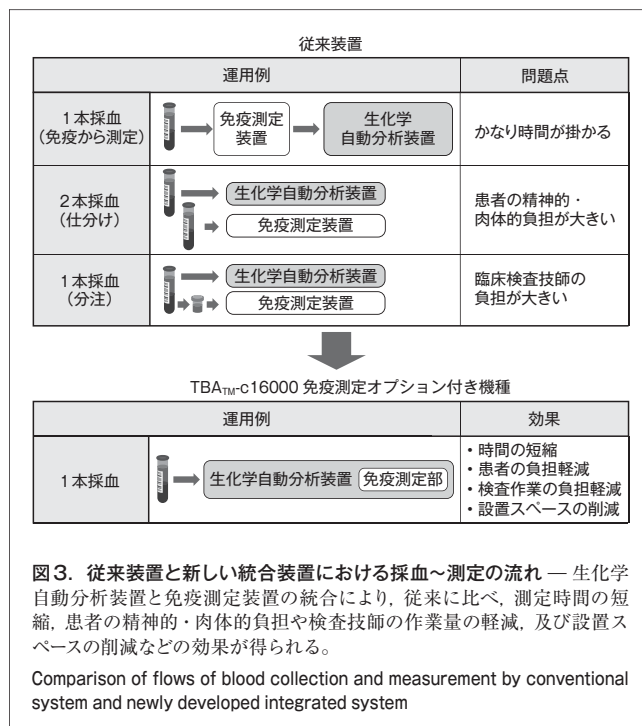 従来装置
運用例
問題点
1本採血
(免疫から測定)
免疫測定
装置
生化学
自動分析装置
かなり時間が掛かる
2本採血
(仕分け)
生化学自動分析装置
免疫測定装置
患者の精神的・
肉体的負担が大きい
1本採血
(分注)
生化学自動分析装置
免疫測定装置
臨床検査技師の
負担が大きい
TBATM-c16000 免疫測定オプション付き機種
運用例
効果
1本採血
生化学自動分析装置 免疫測定部
・時間の短縮
・患者の負担軽減
・検査作業の負担軽減
・設置スペースの削減
図3. 従来装置と新しい統合装置における採血~測定の流れ — 生化学
自動分析装置と免疫測定装置の統合により, 従来に比べ, 測定時間の短
縮, 患者の精神的・肉体的負担や検査技師の作業量の軽減, 及び設置ス
ペースの削減などの効果が得られる。
Comparison of flows of blood collection and measurement by conventional
system and newly developed integrated system